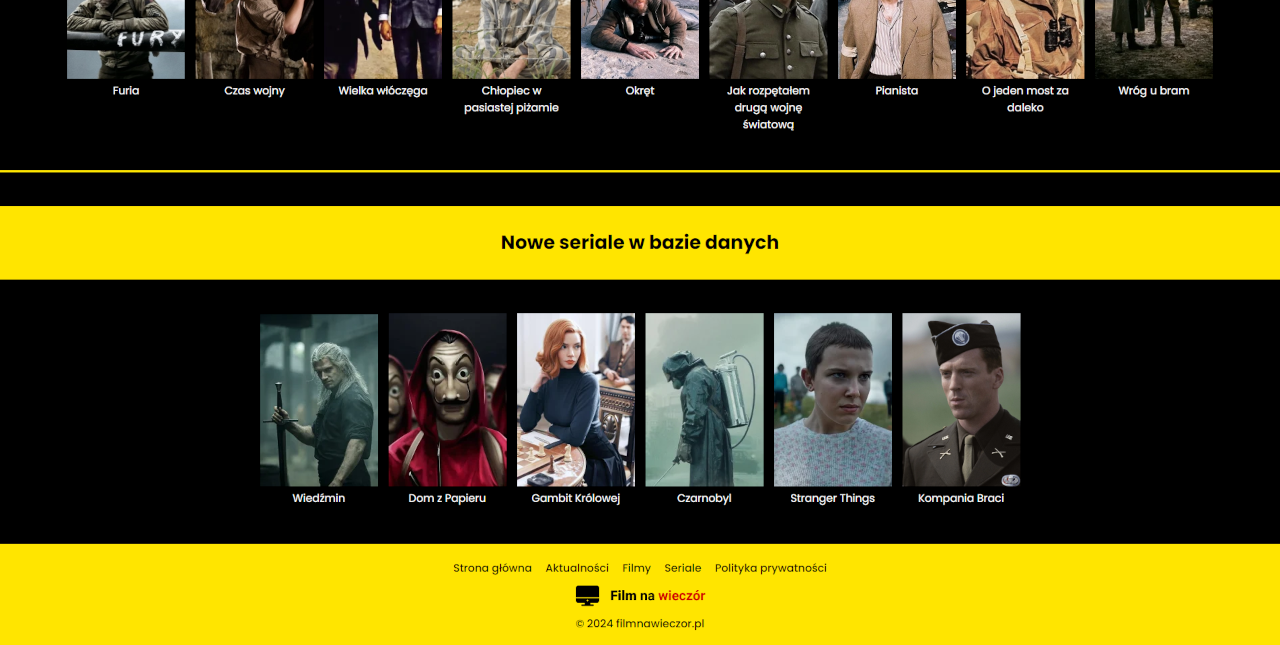 FURY
Furia
Czas wojny
Wielka włóczęga
Chłopiec w
pasiastej piżamie
Okręt
Jak rozpętałem
drugą wojnę
światową
Pianista
O jeden most za
daleko
Wróg u bram
Nowe seriale w bazie danych
Wiedźmin
Dom z Papieru
Gambit Królowej
Czarnobyl
Stranger Things
Kompania Braci
Strona główna Aktualności Filmy Seriale Polityka prywatności
Film na wieczór
© 2024 filmnawieczor.pl